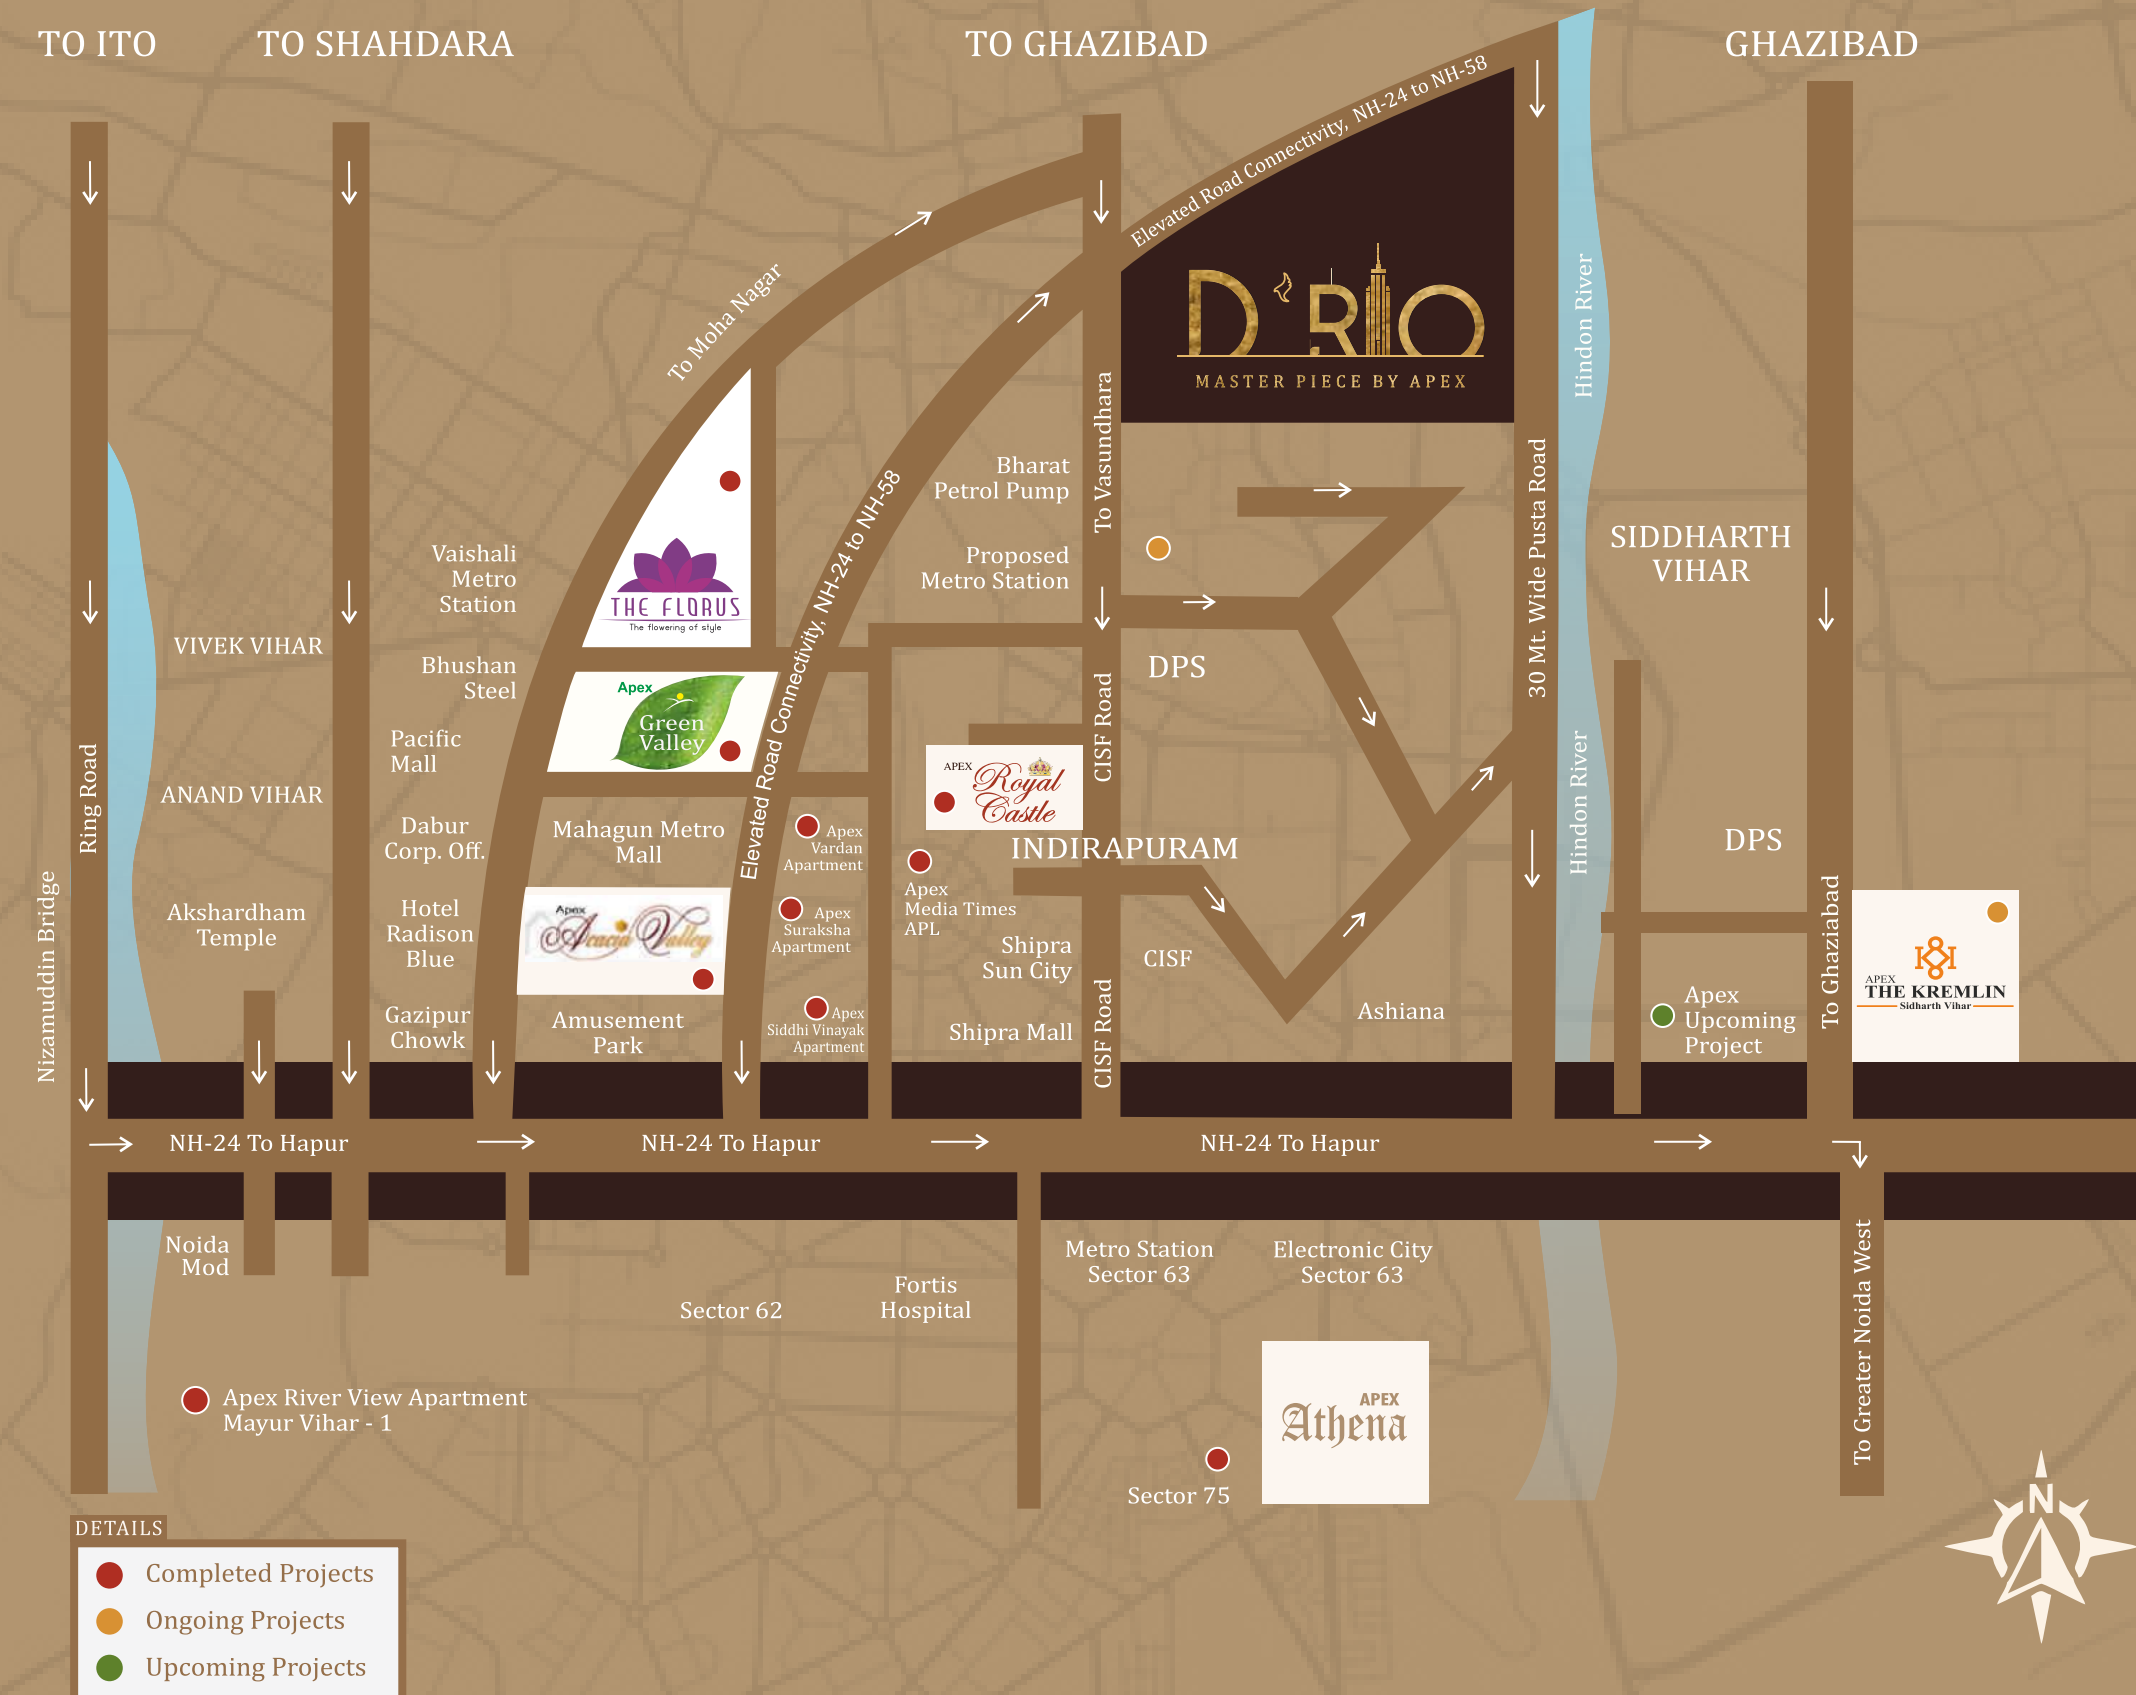 TO ITO
TO SHAHDARA
TO GHAZIBAD
GHAZIBAD
Elevated Road Connectivity, NH-24 to NH-58
D'RIO
MASTER PIECE BY APEX
Hindon River
To Moha Nagar
To Vasundhara
Bharat
Petrol Pump
Proposed
Metro Station
30 Mt. Wide Pusta Road
SIDDHARTH
VIHAR
Vaishali
Metro
Station
THE FLORUS
The flowering of style
Elevated Road Connectivity, NH-24 to NH-58
VIVEK VIHAR
Bhushan
Steel
Apex
Green
Valley
DPS
CISF Road
Hindon River
Ring Road
Pacific
Mall
ANAND VIHAR
APEX
Royal
Castle
Dabur
Corp. Off.
Mahagun Metro
Mall
Apex
Vardan
Apartment
INDIRAPURAM
DPS
Nizamuddin Bridge
Akshardham
Temple
Hotel
Radison
Blue
Apex
Acacia Valley
Apex
Suraksha
Apartment
Apex
Media Times
APL
Shipra
Sun City
CISF
To Ghaziabad
APEX
THE KREMLIN
Sidharth Vihar
Gazipur
Chowk
Amusement
Park
Apex
Siddhi Vinayak
Apartment
Shipra Mall
CISF Road
Ashiana
Apex
Upcoming
Project
NH-24 To Hapur
NH-24 To Hapur
NH-24 To Hapur
Noida
Mod
Sector 62
Fortis
Hospital
Metro Station
Sector 63
Electronic City
Sector 63
To Greater Noida West
Apex River View Apartment
Mayur Vihar - 1
APEX
Athena
Sector 75
N
DETAILS
Completed Projects
Ongoing Projects
Upcoming Projects